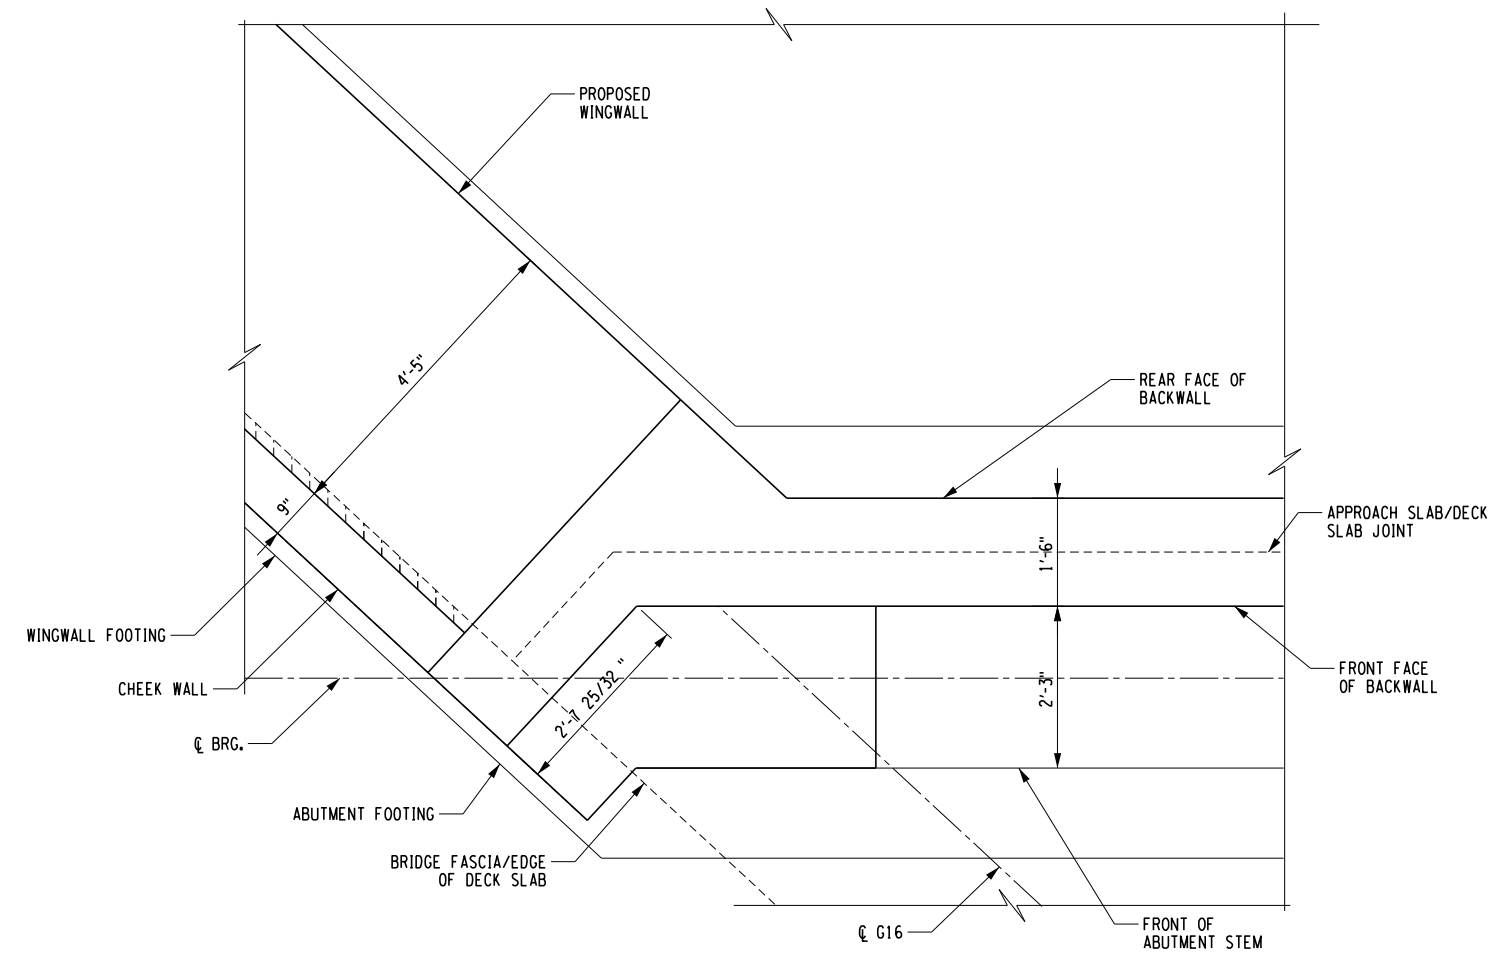 PROPOSED
WINGWALL
4'-5"
REAR FACE OF
BACKWALL
9"
APPROACH SLAB/DECK
SLAB JOINT
1'-6"
WINGWALL FOOTING
FRONT FACE
OF BACKWALL
CHEEK WALL
2'-7 25/32 "
2'-3"
℄ BRG.
ABUTMENT FOOTING
BRIDGE FASCIA/EDGE
OF DECK SLAB
℄ G16
FRONT OF
ABUTMENT STEM